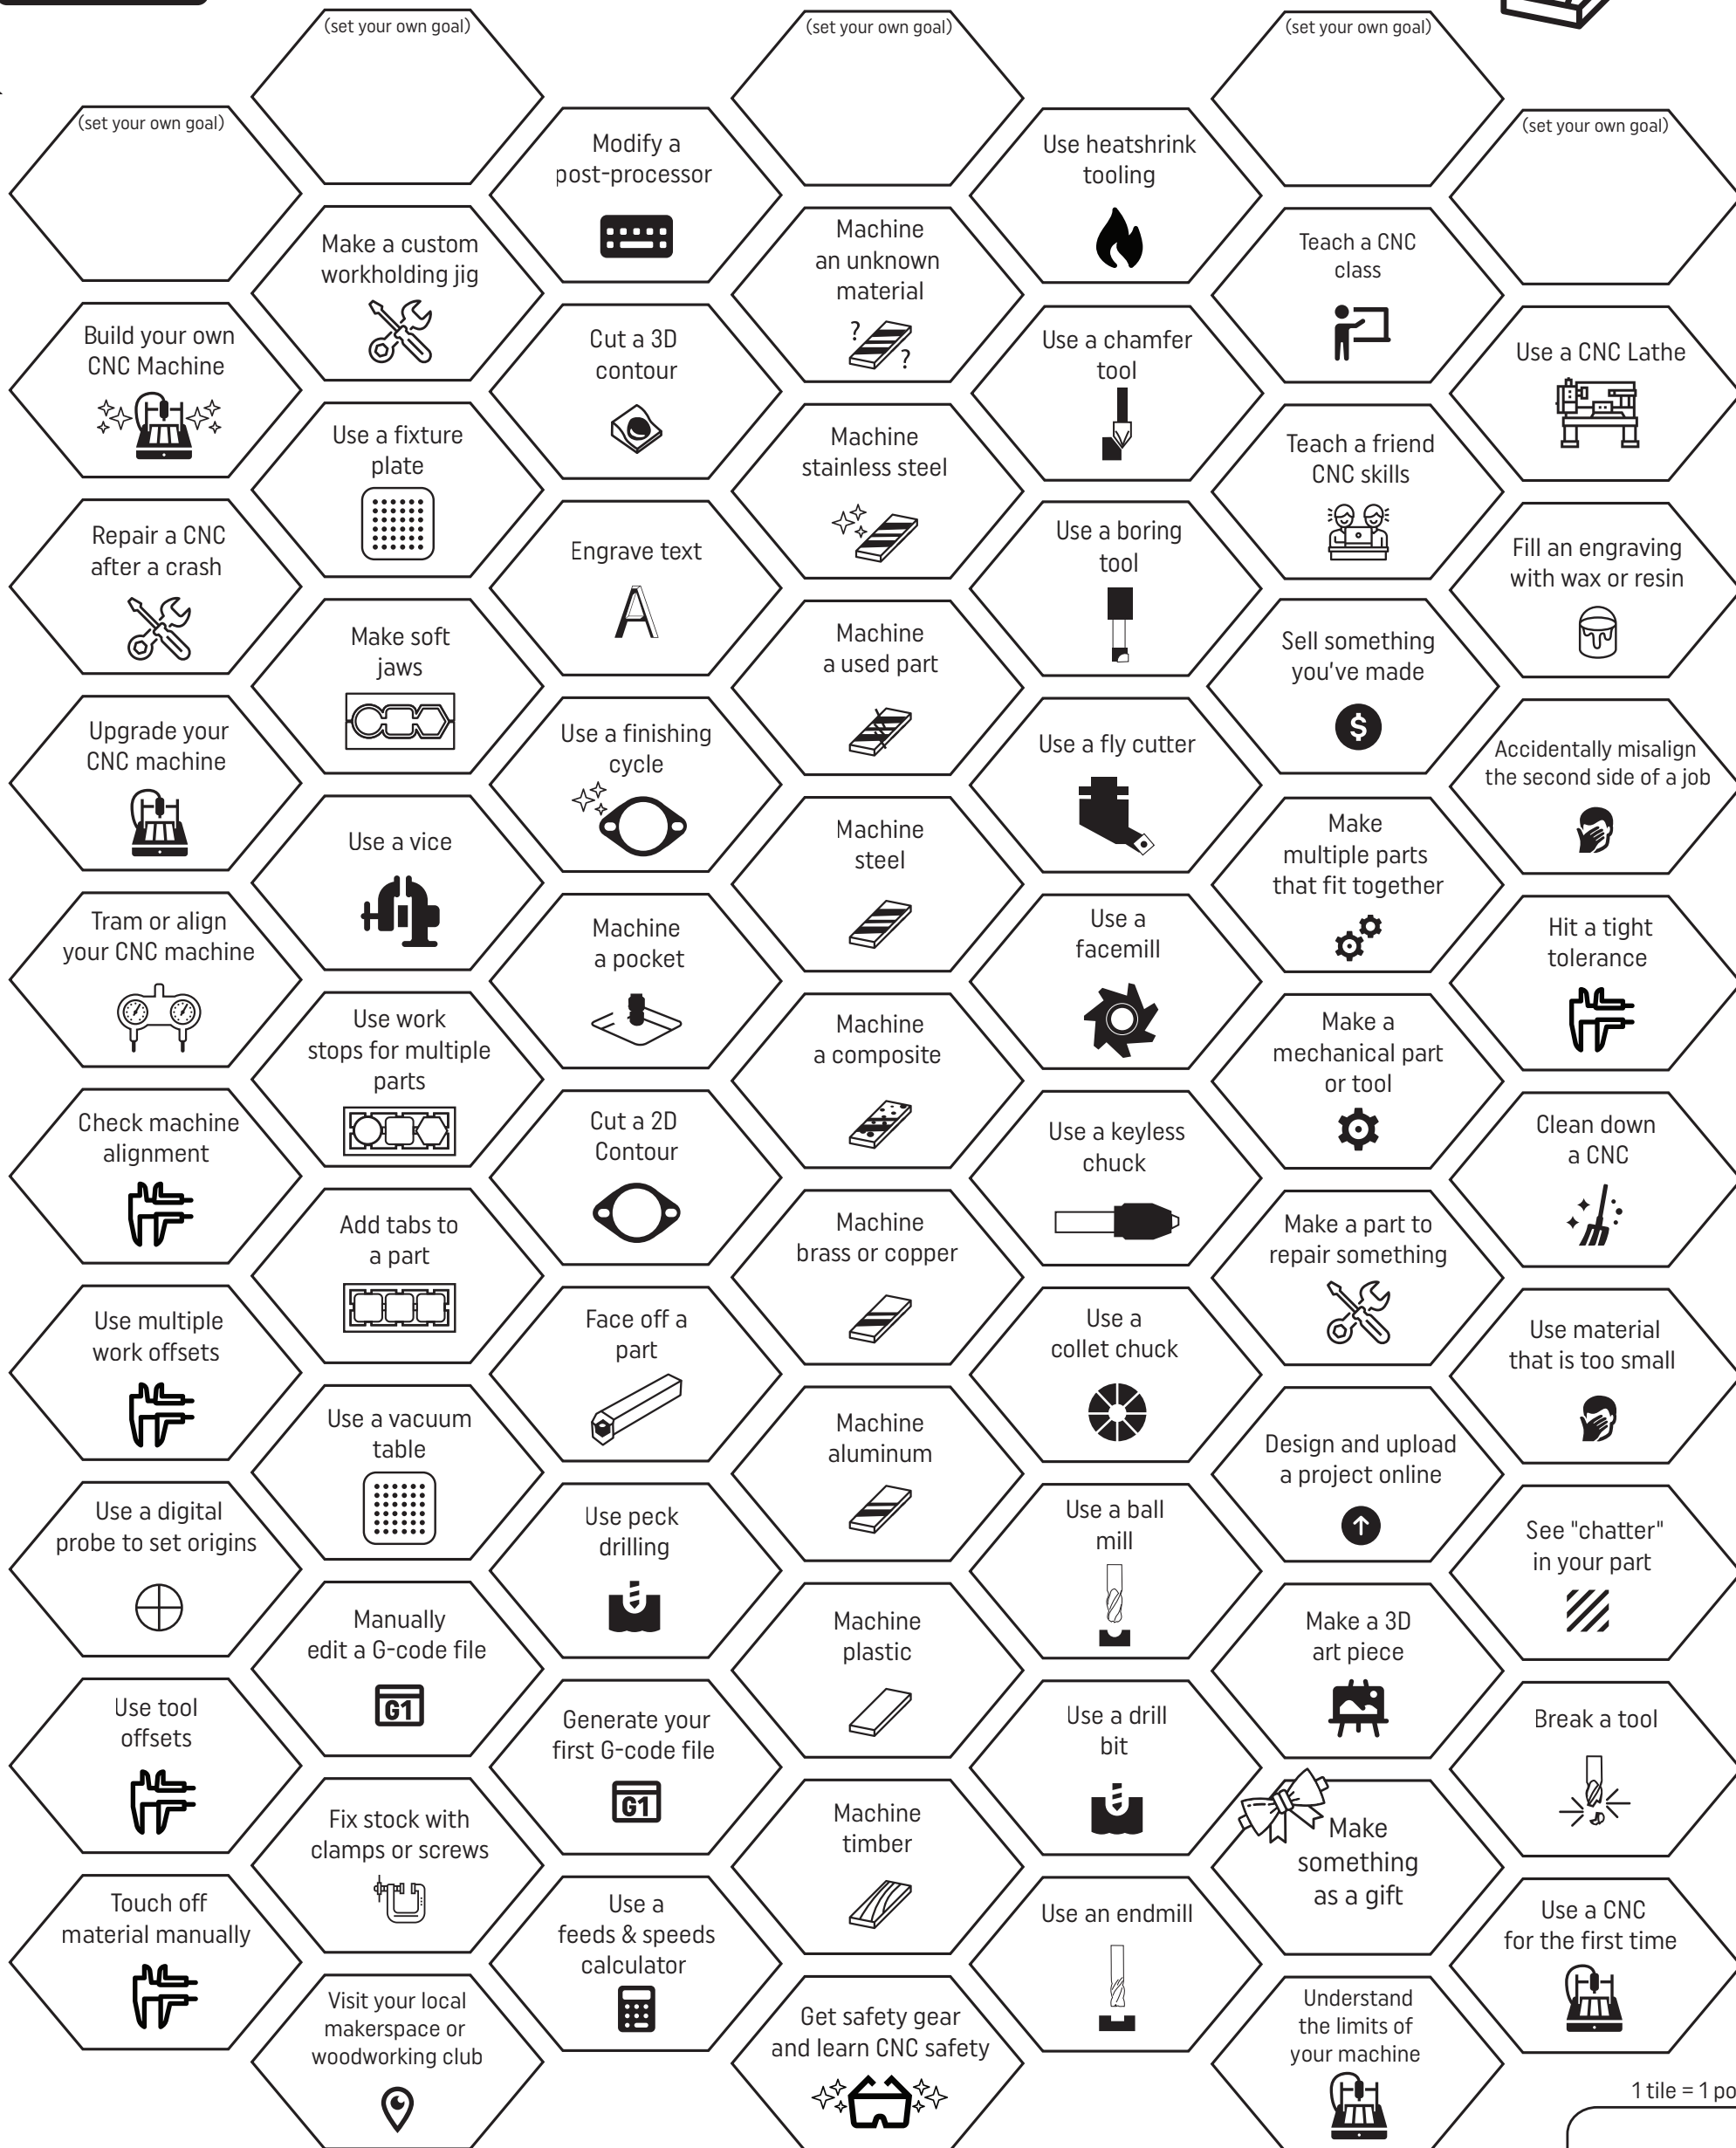 (set your own goal)
(set your own goal)
(set your own goal)
(set your own goal)
(set your own goal)
Modify a
post-processor
Use heatshrink
tooling
Make a custom
workholding jig
Machine
an unknown
material
? ?
Teach a CNC
class
Build your own
CNC Machine
Cut a 3D
contour
Use a chamfer
tool
Use a CNC Lathe
Use a fixture
plate
Machine
stainless steel
Teach a friend
CNC skills
Repair a CNC
after a crash
Engrave text
A
Use a boring
tool
Fill an engraving
with wax or resin
Make soft
jaws
Machine
a used part
Sell something
you've made
$
Upgrade your
CNC machine
Use a finishing
cycle
Use a fly cutter
Accidentally misalign
the second side of a job
Use a vice
Machine
steel
Make
multiple parts
that fit together
Tram or align
your CNC machine
Machine
a pocket
Use a
facemill
Hit a tight
tolerance
Use work
stops for multiple
parts
Machine
a composite
Make a
mechanical part
or tool
Check machine
alignment
Cut a 2D
Contour
Use a keyless
chuck
Clean down
a CNC
Add tabs to
a part
Machine
brass or copper
Make a part to
repair something
Use multiple
work offsets
Face off a
part
Use a
collet chuck
Use material
that is too small
Use a vacuum
table
Machine
aluminum
Design and upload
a project online
Use a digital
probe to set origins
Use peck
drilling
Use a ball
mill
See "chatter"
in your part
Manually
edit a G-code file
G1
Machine
plastic
Make a 3D
art piece
Use tool
offsets
Generate your
first G-code file
G1
Use a drill
bit
Break a tool
Fix stock with
clamps or screws
Machine
timber
Make
something
as a gift
Touch off
material manually
Use a
feeds & speeds
calculator
Use an endmill
Use a CNC
for the first time
Visit your local
makerspace or
woodworking club
Get safety gear
and learn CNC safety
Understand
the limits of
your machine
1 tile = 1 po